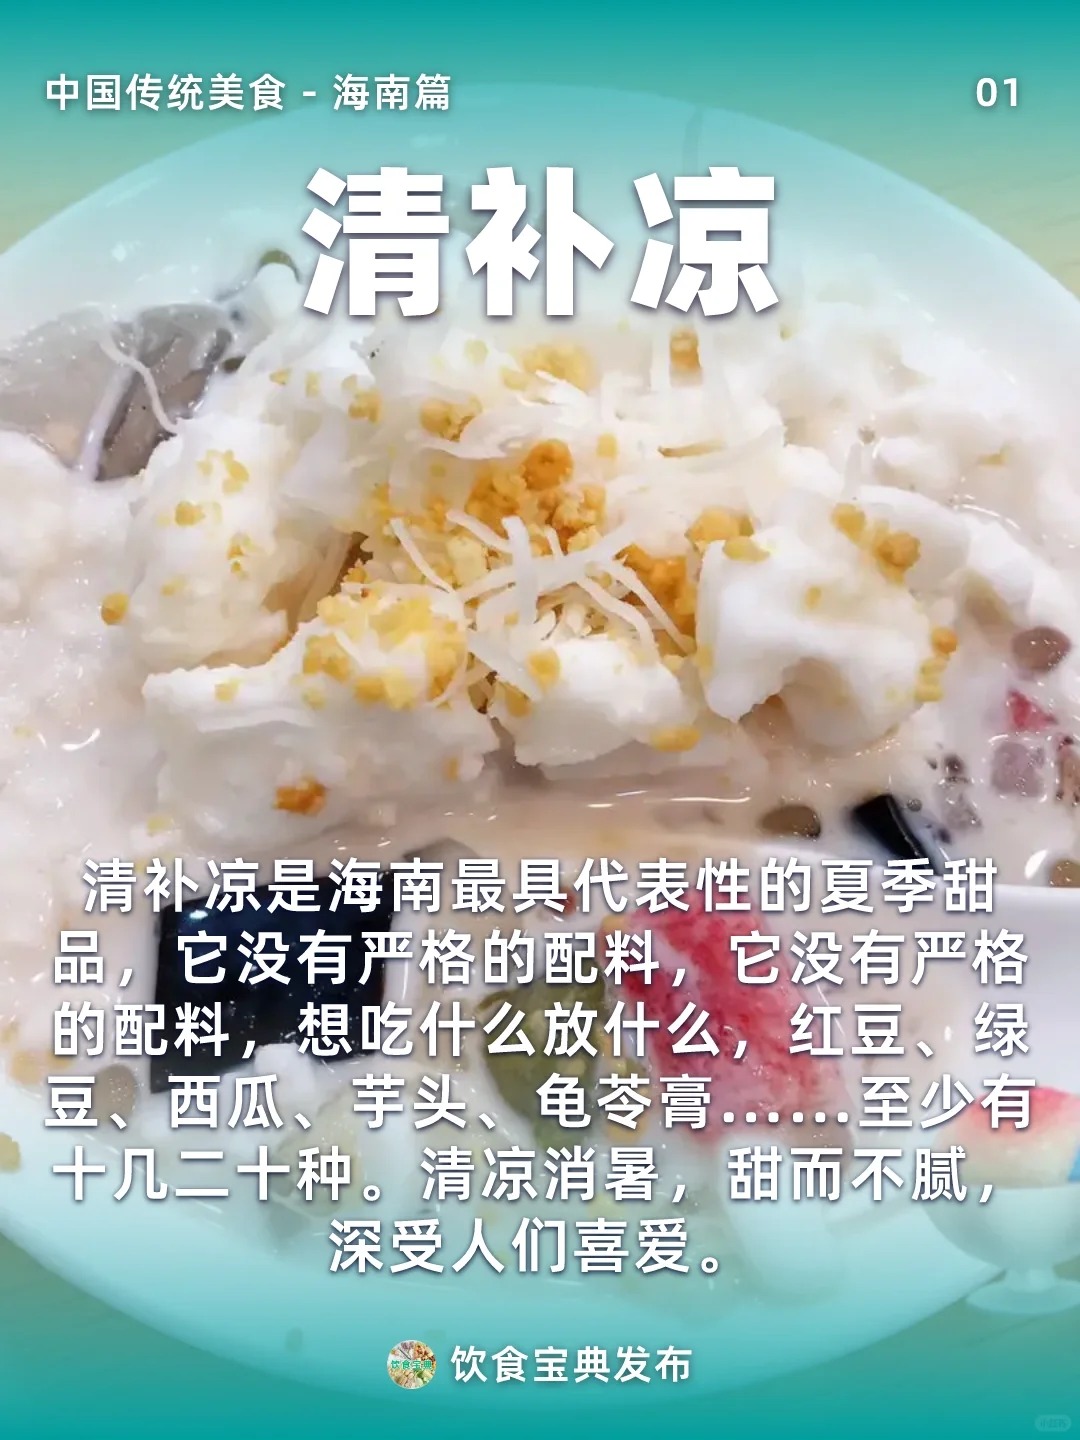 中国传统美食 - 海南篇
01
清补凉
清补凉是海南最具代表性的夏季甜
品，它没有严格的配料，它没有严格
的配料，想吃什么放什么，红豆、绿
豆、西瓜、芋头、龟苓膏……至少有
十几二十种。清凉消暑，甜而不腻，
深受人们喜爱。
饮食宝典
饮食宝典发布